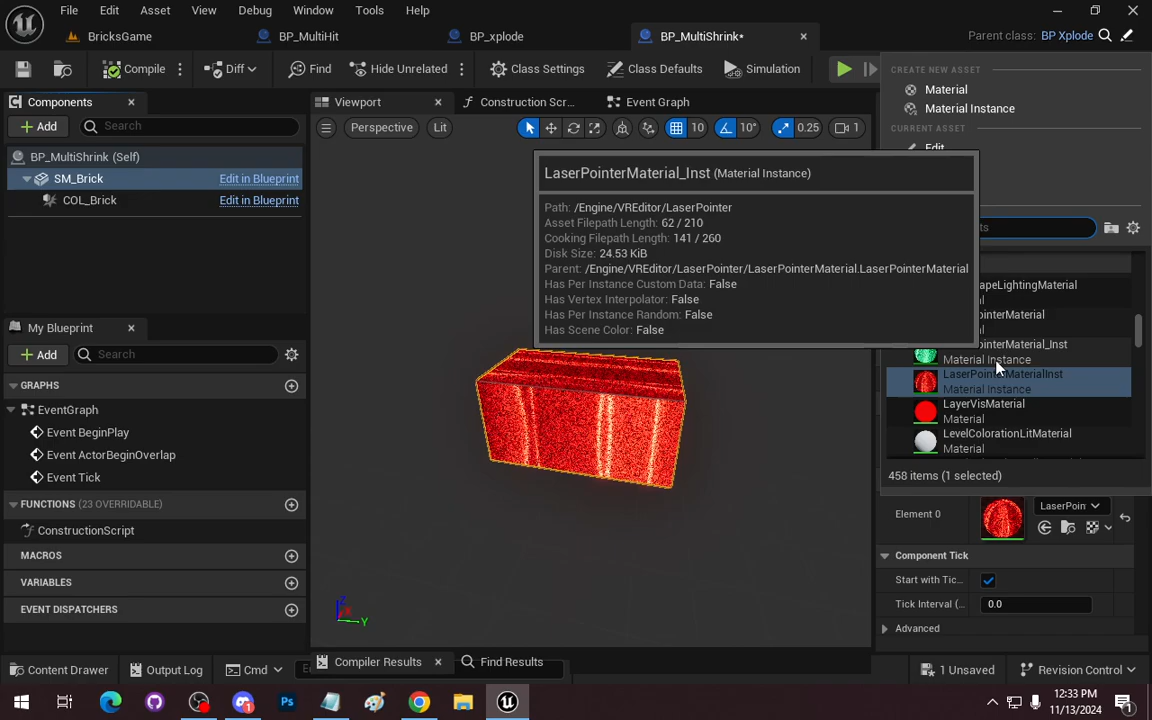 File Edit Asset View Debug Window Tools Help
BricksGame BP_MultiHit BP_xplode BP_MultiShrink* Parent class: BP Xplode
Compile Diff Find Hide Unrelated Class Settings Class Defaults Simulation
CREATE NEW ASSET
Material
Material Instance
CURRENT ASSET
Edit
Components
Add Search
BP_MultiShrink (Self)
SM_Brick Edit in Blueprint
COL_Brick Edit in Blueprint
Viewport Construction Scr... Event Graph
Perspective Lit 10 10° 0.25 1
LaserPointerMaterial_Inst (Material Instance)
Path: /Engine/VREditor/LaserPointer
Asset Filepath Length: 62 / 210
Cooking Filepath Length: 141 / 260
Disk Size: 24.53 KiB
Parent: /Engine/VREditor/LaserPointer/LaserPointerMaterial.LaserPointerMaterial
Has Per Instance Custom Data: False
Has Vertex Interpolator: False
Has Per Instance Random: False
Has Scene Color: False
apeLightingMaterial
ointerMaterial
ointerMaterial_Inst
Material Instance
LaserPointerMaterialInst
Material Instance
LayerVisMaterial
Material
LevelColorationLitMaterial
Material
458 items (1 selected)
Element 0 LaserPoin
Component Tick
Start with Tic...
Tick Interval (... 0.0
Advanced
My Blueprint
Add Search
GRAPHS
EventGraph
Event BeginPlay
Event ActorBeginOverlap
Event Tick
FUNCTIONS (23 OVERRIDABLE)
ConstructionScript
MACROS
VARIABLES
EVENT DISPATCHERS
Z
X
Y
Compiler Results Find Results
Content Drawer Output Log Cmd 1 Unsaved Revision Control
12:33 PM
11/13/2024
1